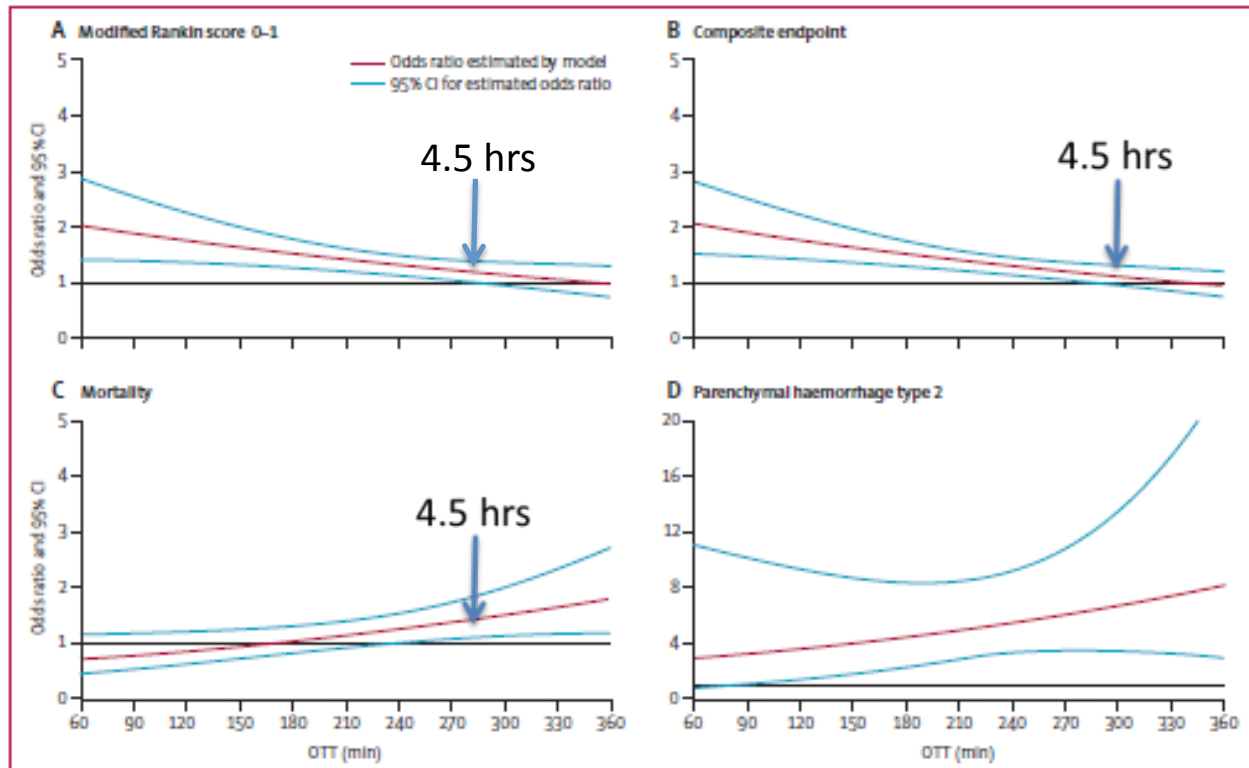 A Modified Rankin score 0–1
Odds ratio estimated by model
95% CI for estimated odds ratio
5
4
3
2
1
0
Odds ratio and 95% CI
4.5 hrs
B Composite endpoint
5
4
3
2
1
0
4.5 hrs
C Mortality
5
4
3
2
1
0
Odds ratio and 95% CI
4.5 hrs
60 90 120 150 180 210 240 270 300 330 360
OTT (min)
D Parenchymal haemorrhage type 2
20
16
12
8
4
0
60 90 120 150 180 210 240 270 300 330 360
OTT (min)